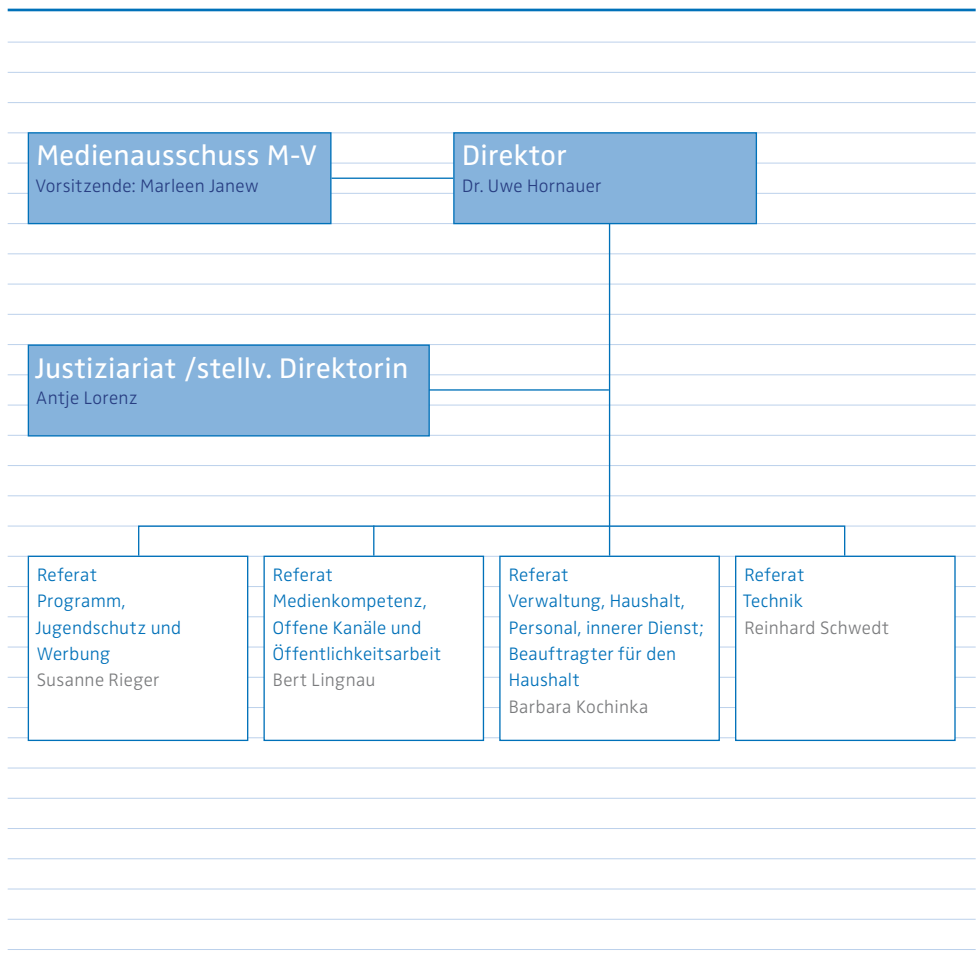 Medienausschuss M-V
Vorsitzende: Marleen Janew
Direktor
Dr. Uwe Hornauer
Justiziariat /stellv. Direktorin
Antje Lorenz
Referat
Programm,
Jugendschutz und
Werbung
Susanne Rieger
Referat
Medienkompetenz,
Offene Kanäle und
Öffentlichkeitsarbeit
Bert Lingnau
Referat
Verwaltung, Haushalt,
Personal, innerer Dienst;
Beauftragter für den
Haushalt
Barbara Kochinka
Referat
Technik
Reinhard Schwedt